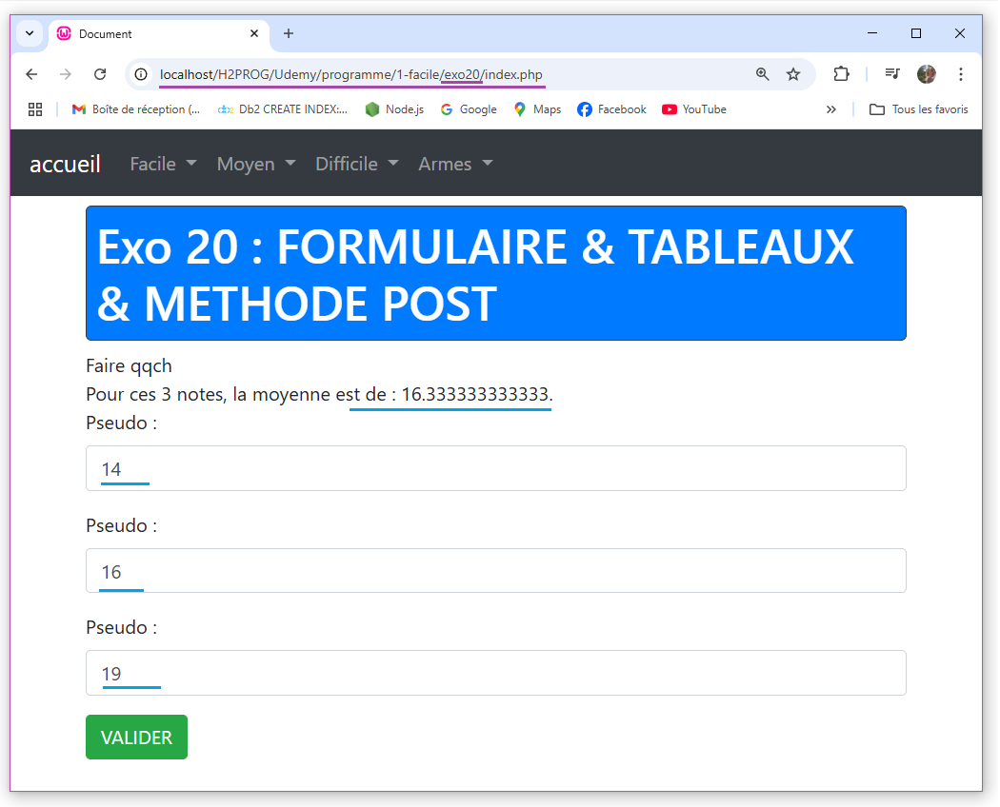 Document
localhost/H2PROG/Udemy/programme/1-facile/exo20/index.php
Boîte de réception (... Db2 CREATE INDEX:... Node.js Google Maps Facebook YouTube Tous les favoris
accueil Facile Moyen Difficile Armes
Exo 20 : FORMULAIRE & TABLEAUX
& METHODE POST
Faire qqch
Pour ces 3 notes, la moyenne est de : 16.333333333333.
Pseudo :
14
Pseudo :
16
Pseudo :
19
VALIDER